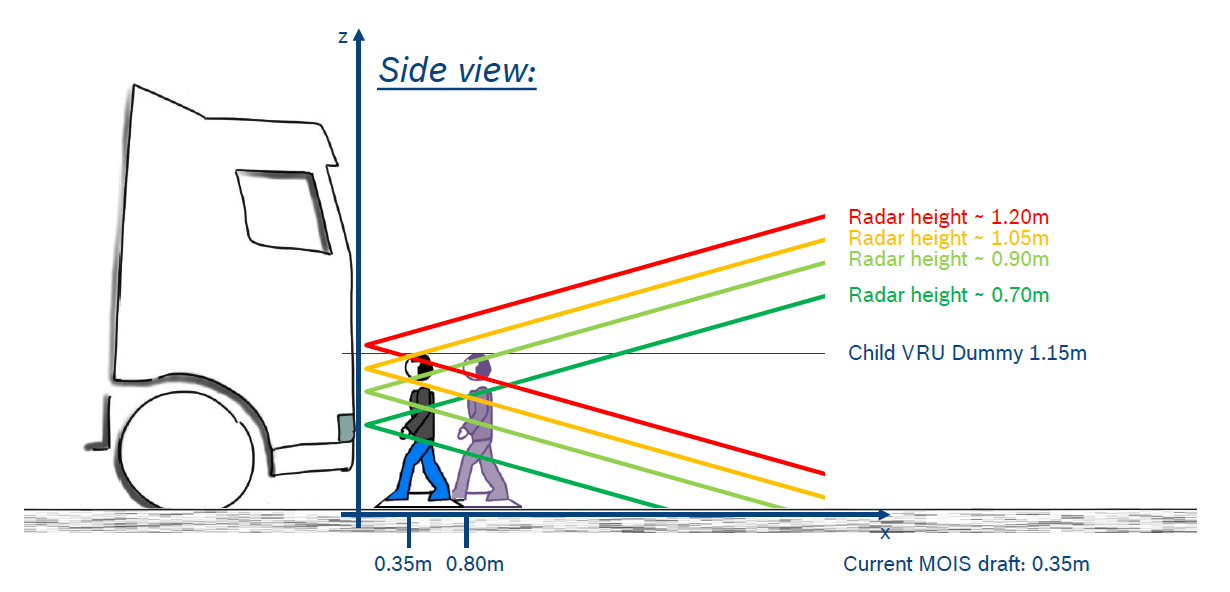 z
Side view:
Radar height ~ 1.20m
Radar height ~ 1.05m
Radar height ~ 0.90m
Radar height ~ 0.70m
Child VRU Dummy 1.15m
x
0.35m 0.80m
Current MOIS draft: 0.35m